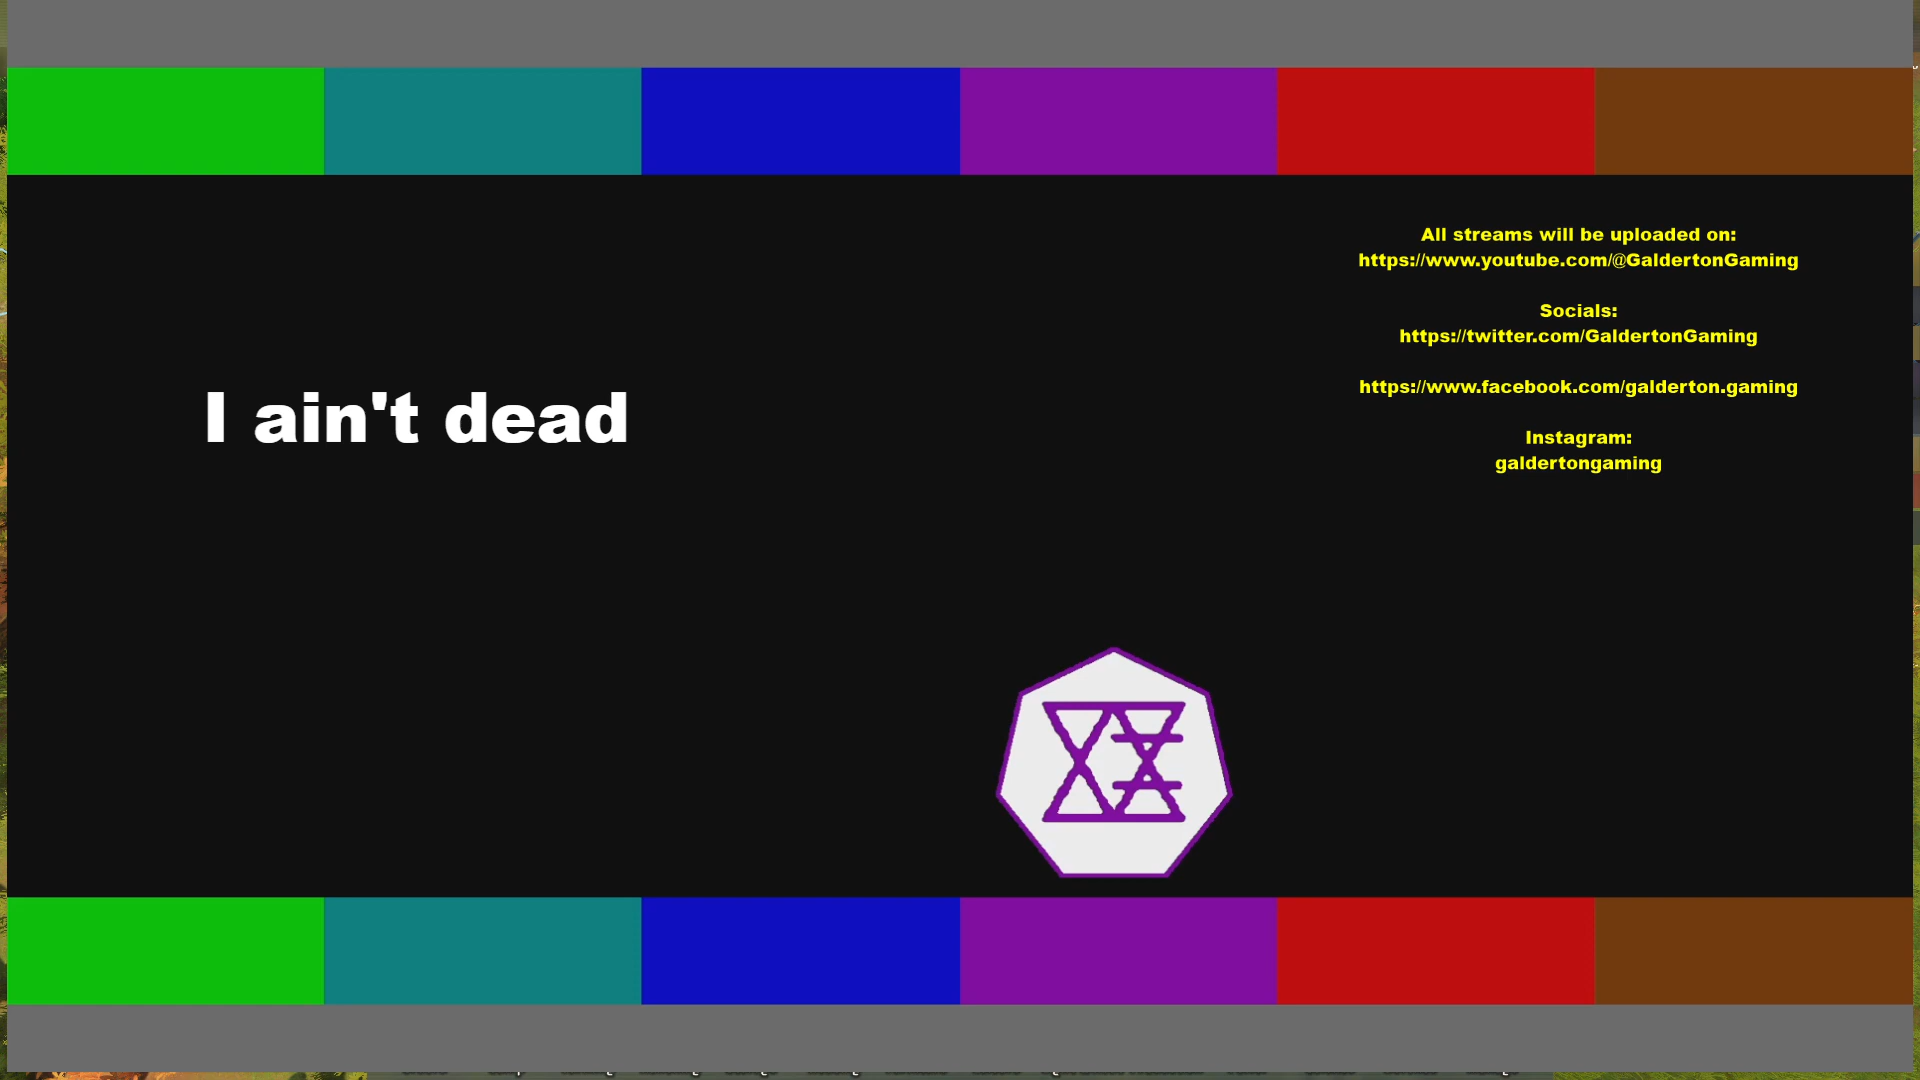 I ain't dead
All streams will be uploaded on:
https://www.youtube.com/@GaldertonGaming
Socials:
https://twitter.com/GaldertonGaming
https://www.facebook.com/galderton.gaming
Instagram:
galdertongaming